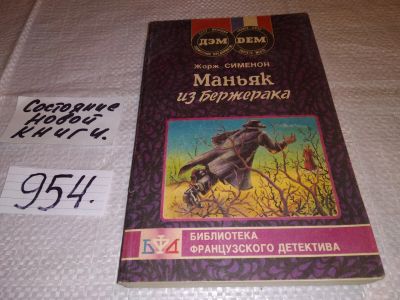 Состояние
новой
книги.
954.
ДЭМ DEM
Жорж СИМЕНОН
Маньяк
из Бержерака
БФД
БИБЛИОТЕКА
ФРАНЦУЗСКОГО ДЕТЕКТИВА